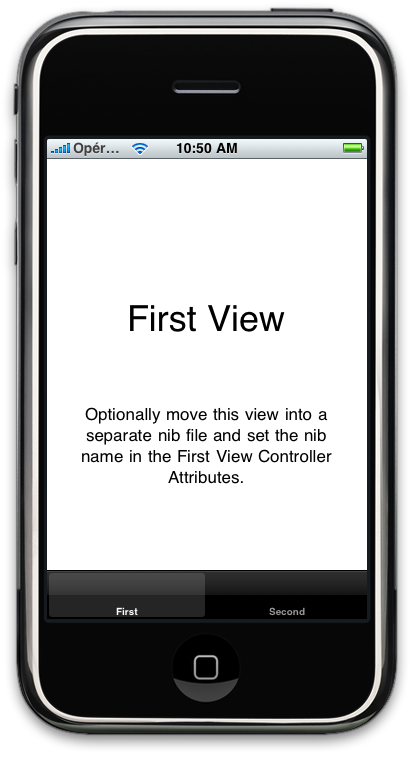 Opér... 10:50 AM
First View
Optionally move this view into a
separate nib file and set the nib
name in the First View Controller
Attributes.
First Second